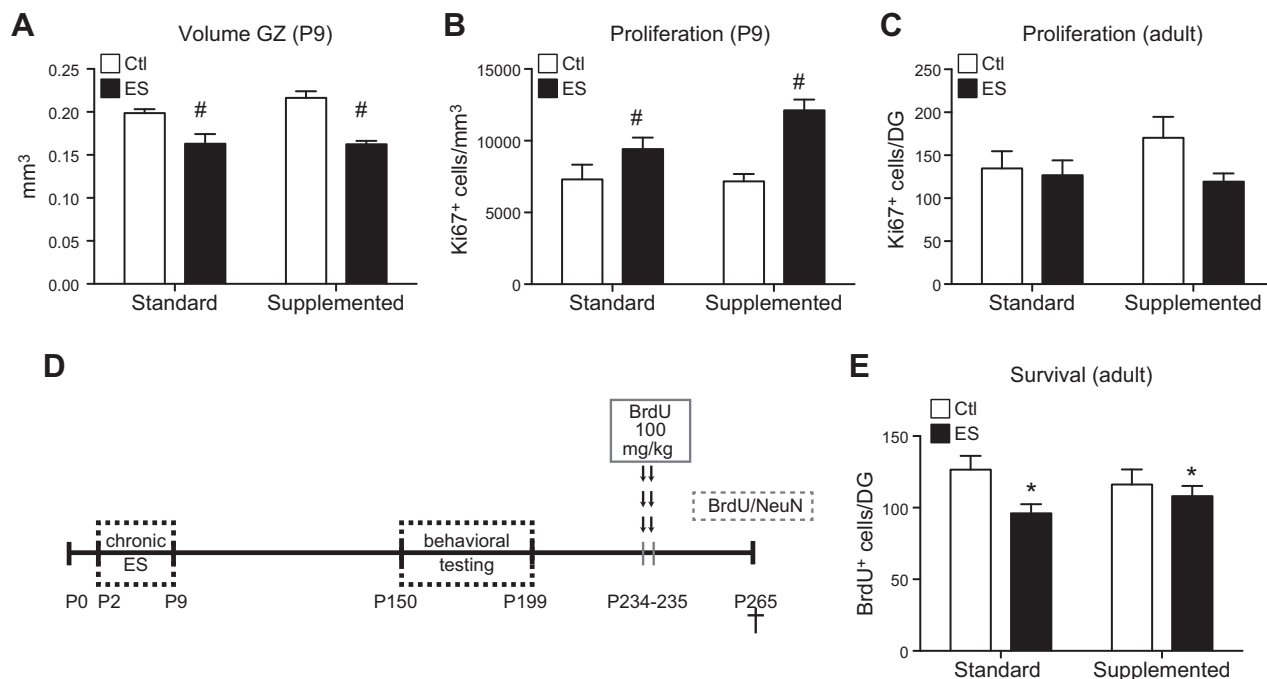 A
Volume GZ (P9)
Ctl
ES
0.25
0.20
0.15
0.10
0.05
0.00
mm³
#
#
Standard
Supplemented
B
Proliferation (P9)
Ctl
ES
15000
10000
5000
0
Ki67⁺ cells/mm³
#
#
Standard
Supplemented
C
Proliferation (adult)
Ctl
ES
250
200
150
100
50
0
Ki67⁺ cells/DG
Standard
Supplemented
D
BrdU
100
mg/kg
BrdU/NeuN
chronic
ES
behavioral
testing
P0 P2 P9 P150 P199 P234-235 P265
†
E
Survival (adult)
Ctl
ES
150
100
50
0
BrdU⁺ cells/DG
*
*
Standard
Supplemented